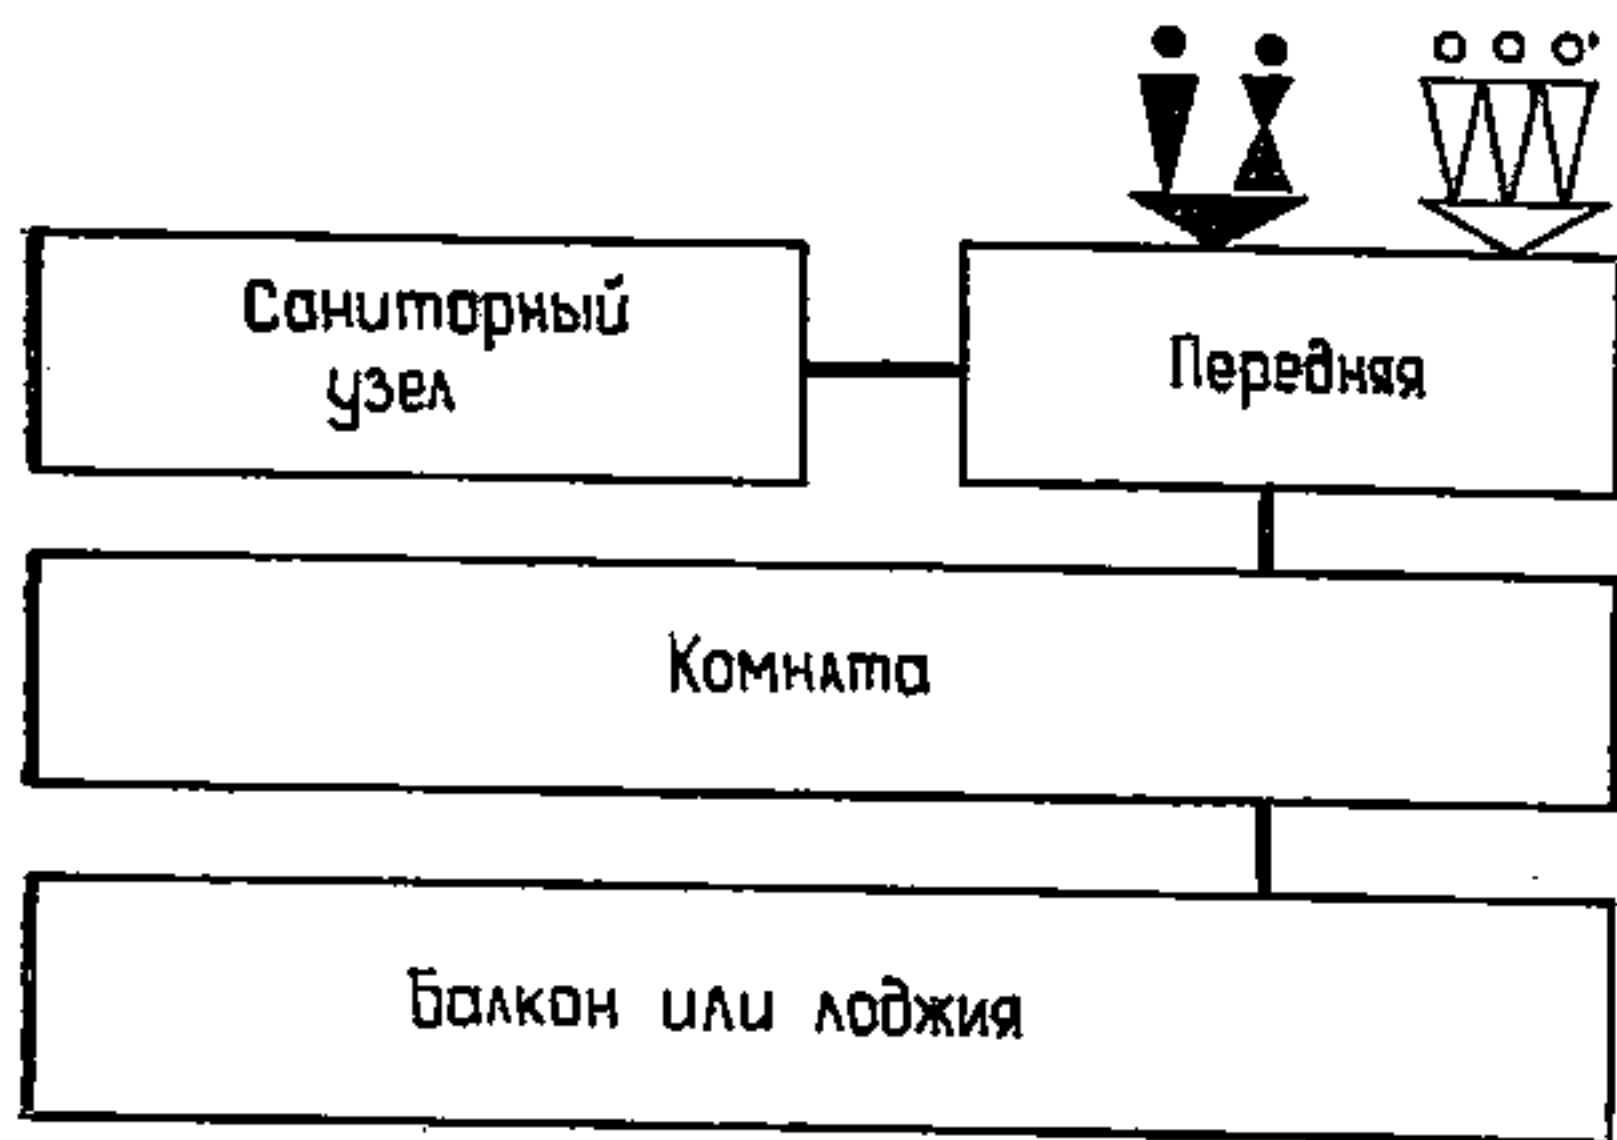 Санитарный
узел
Передняя
Комната
Балкон или лоджия